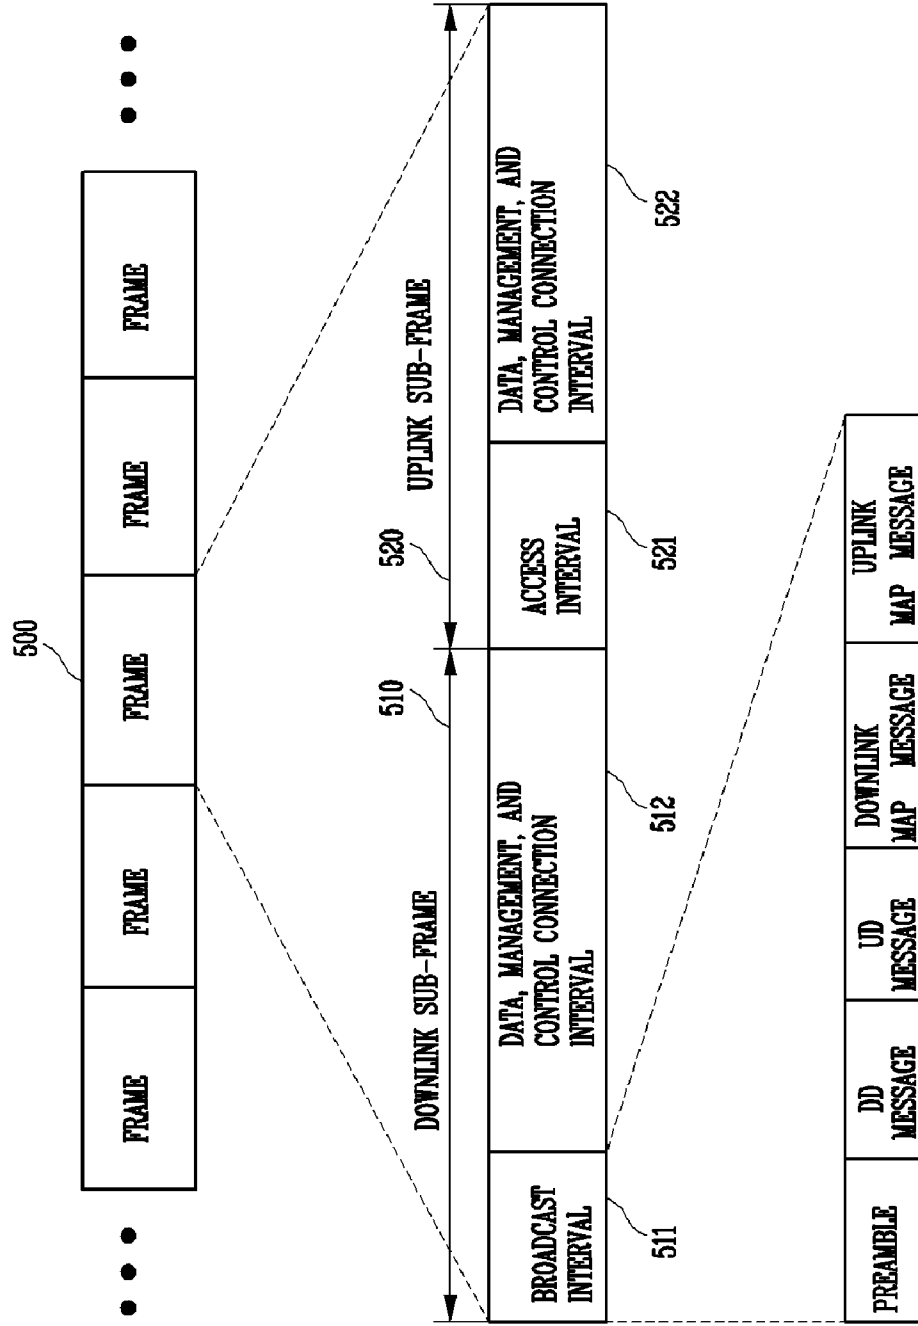 500
FRAME
FRAME
FRAME
FRAME
FRAME
DOWNLINK SUB-FRAME
510
520
UPLINK SUB-FRAME
BROADCAST
INTERVAL
DATA, MANAGEMENT, AND
CONTROL CONNECTION
INTERVAL
ACCESS
INTERVAL
DATA, MANAGEMENT, AND
CONTROL CONNECTION
INTERVAL
511
512
521
522
PREAMBLE
DD
MESSAGE
UD
MESSAGE
DOWNLINK
MAP MESSAGE
UPLINK
MAP MESSAGE